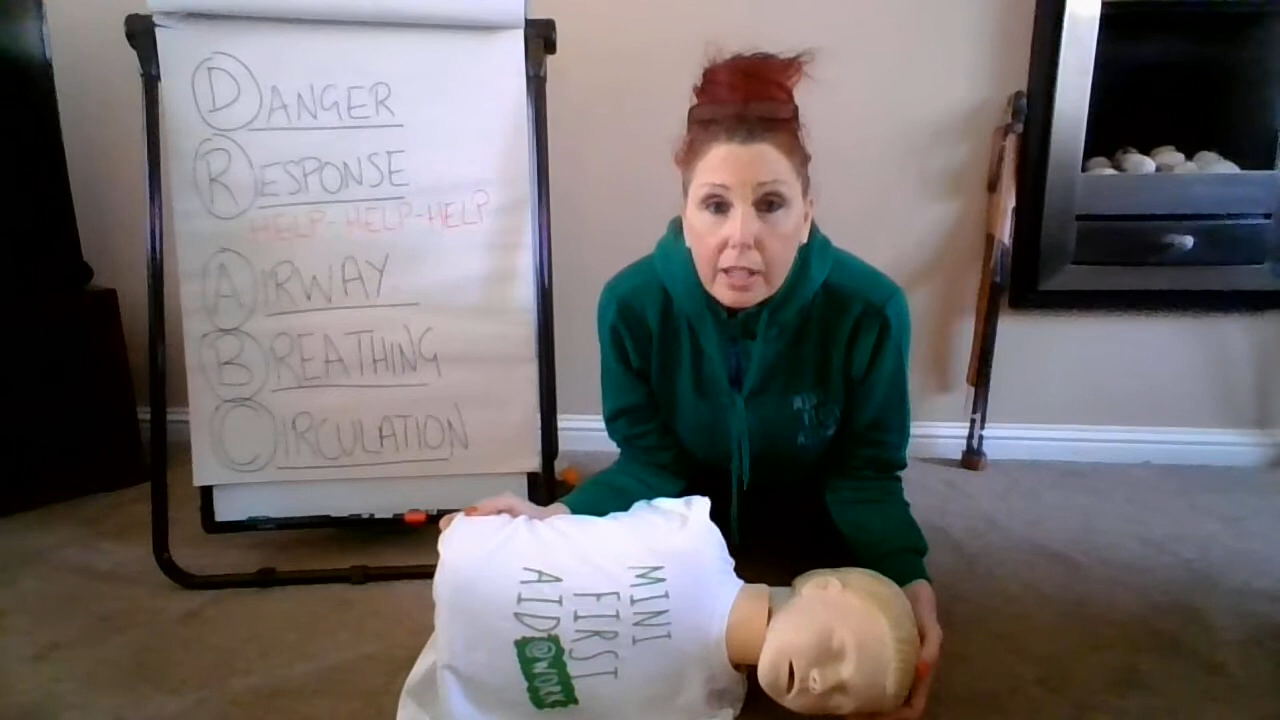 DANGER
RESPONSE
HELP-HELP-HELP
AIRWAY
BREATHING
CIRCULATION
MINI
FIRST
AID
@WORK